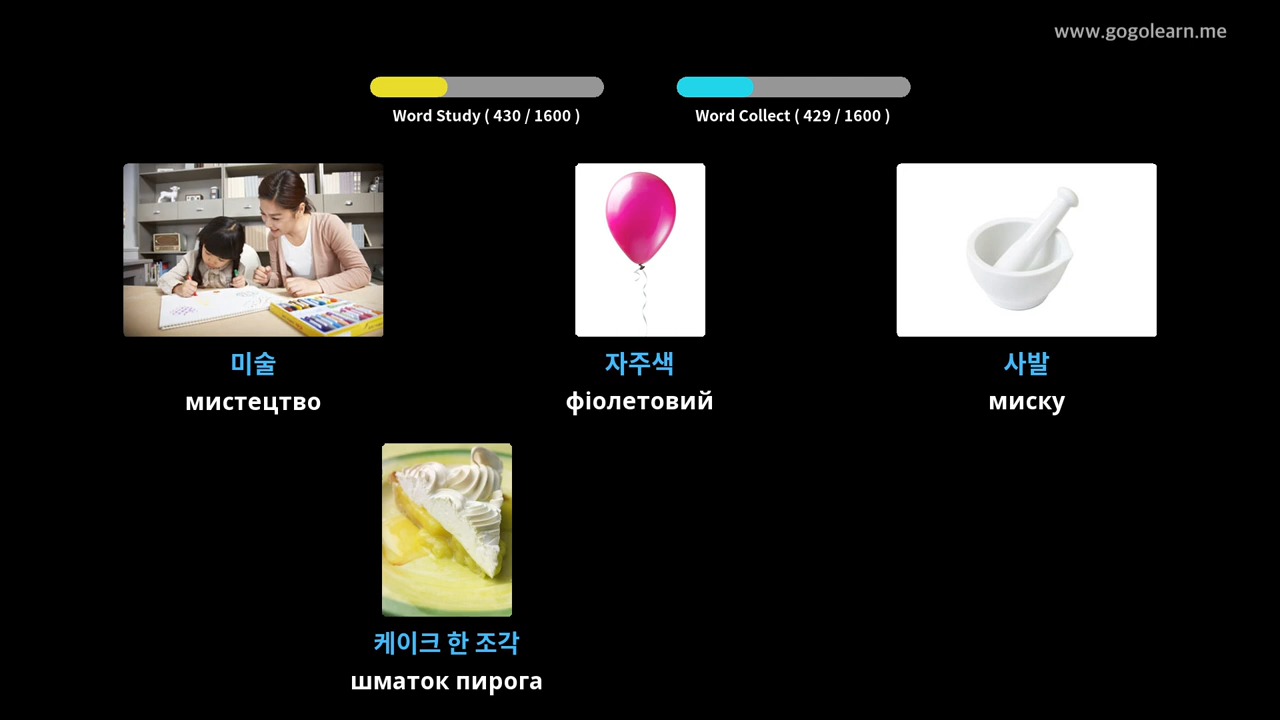 www.gogolearn.me
Word Study ( 430 / 1600 )
Word Collect ( 429 / 1600 )
미술
мистецтво
자주색
фіолетовий
사발
миску
케이크 한 조각
шматок пирога